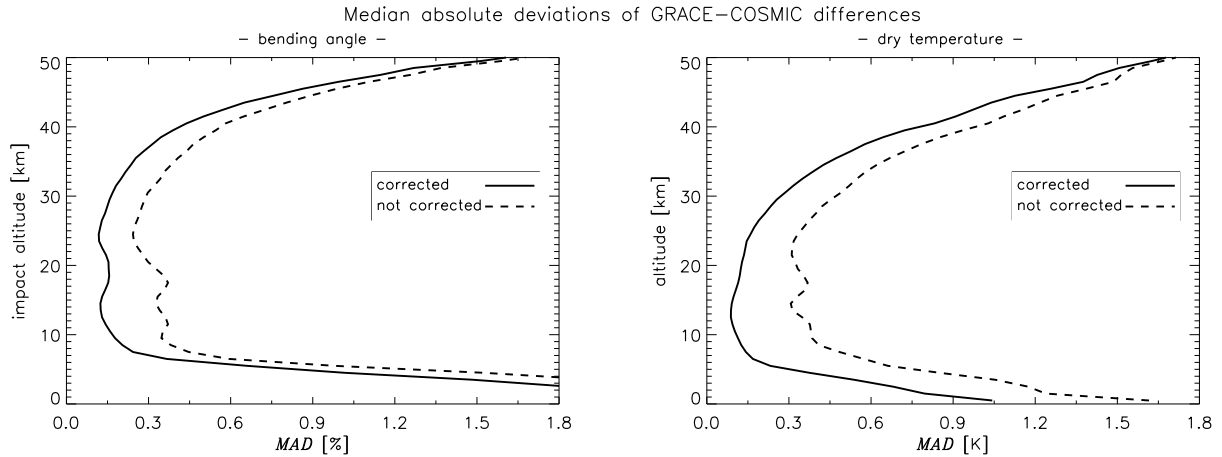 Median absolute deviations of GRACE−COSMIC differences
− bending angle −
50
40
30
20
10
0
impact altitude [km]
corrected
not corrected
0.0 0.3 0.6 0.9 1.2 1.5 1.8
MAD [%]
− dry temperature −
50
40
30
20
10
0
altitude [km]
corrected
not corrected
0.0 0.3 0.6 0.9 1.2 1.5 1.8
MAD [K]